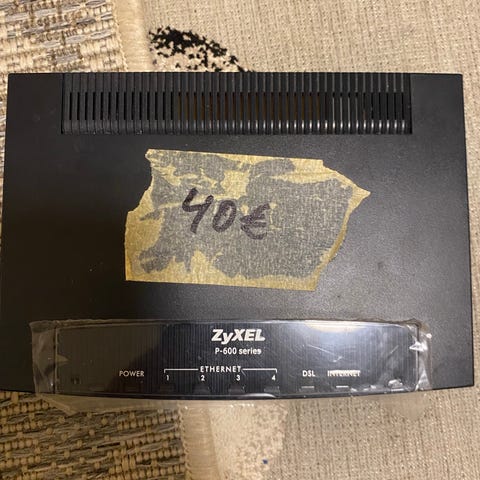 40€
ZyXEL
P-600 series
POWER ETHERNET DSL INTERNET
1 2 3 4